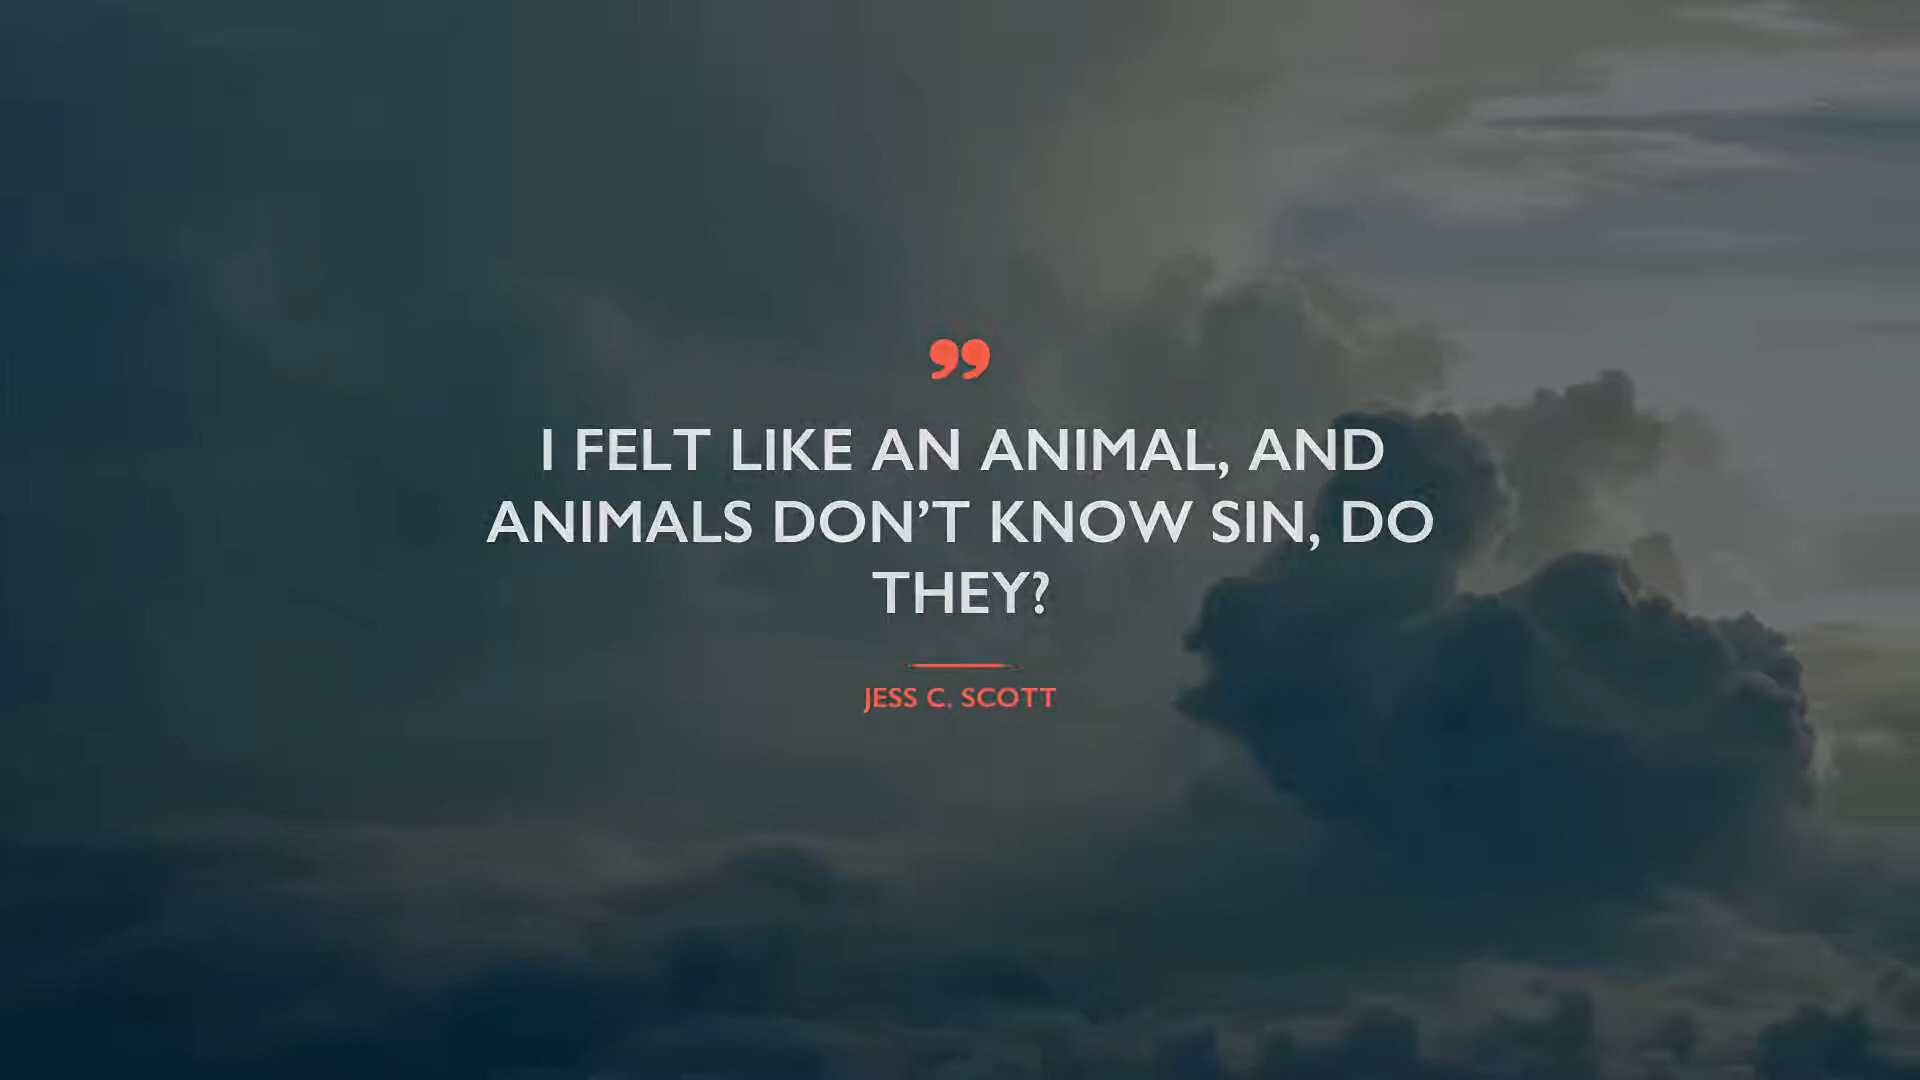 ”
I FELT LIKE AN ANIMAL, AND
ANIMALS DON’T KNOW SIN, DO
THEY?
JESS C. SCOTT